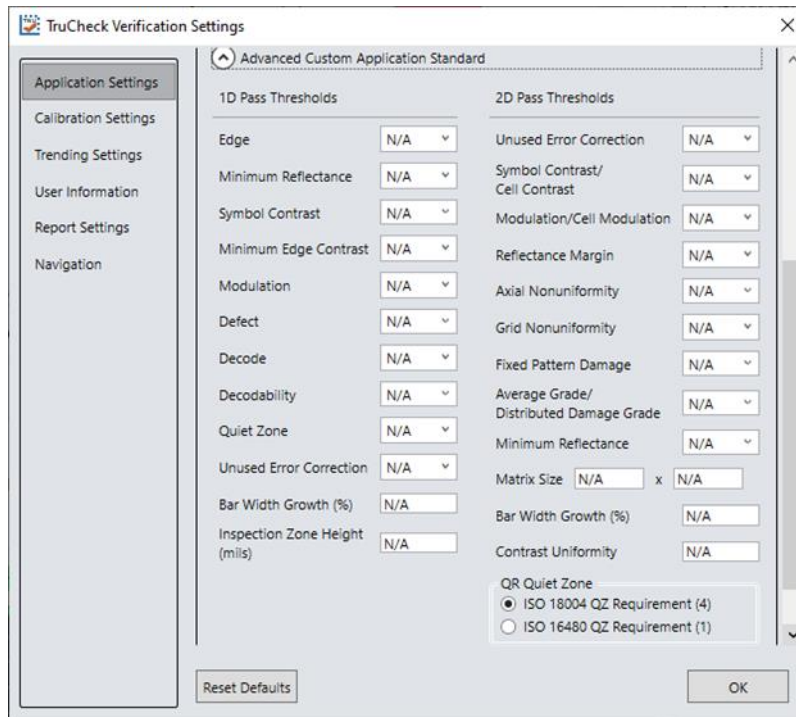 TruCheck Verification Settings
Application Settings
Calibration Settings
Trending Settings
User Information
Report Settings
Navigation
Advanced Custom Application Standard
1D Pass Thresholds
Edge N/A
Minimum Reflectance N/A
Symbol Contrast N/A
Minimum Edge Contrast N/A
Modulation N/A
Defect N/A
Decode N/A
Decodability N/A
Quiet Zone N/A
Unused Error Correction N/A
Bar Width Growth (%) N/A
Inspection Zone Height
(mils) N/A
2D Pass Thresholds
Unused Error Correction N/A
Symbol Contrast/
Cell Contrast N/A
Modulation/Cell Modulation N/A
Reflectance Margin N/A
Axial Nonuniformity N/A
Grid Nonuniformity N/A
Fixed Pattern Damage N/A
Average Grade/
Distributed Damage Grade N/A
Minimum Reflectance N/A
Matrix Size N/A x N/A
Bar Width Growth (%) N/A
Contrast Uniformity N/A
QR Quiet Zone
ISO 18004 QZ Requirement (4)
ISO 16480 QZ Requirement (1)
Reset Defaults
OK